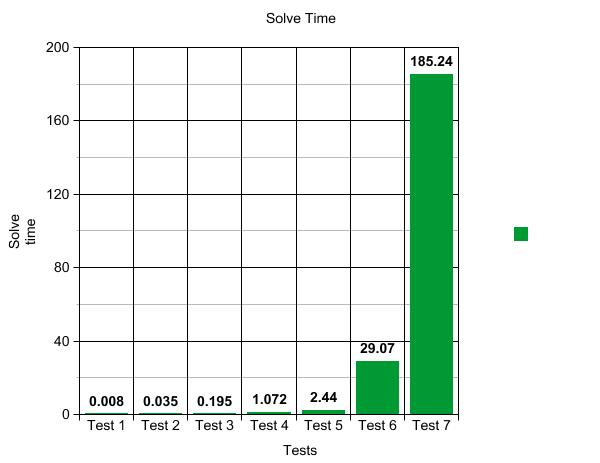 Solve Time
200
160
120
80
40
0
Solve
time
0.008
0.035
0.195
1.072
2.44
29.07
185.24
Test 1
Test 2
Test 3
Test 4
Test 5
Test 6
Test 7
Tests